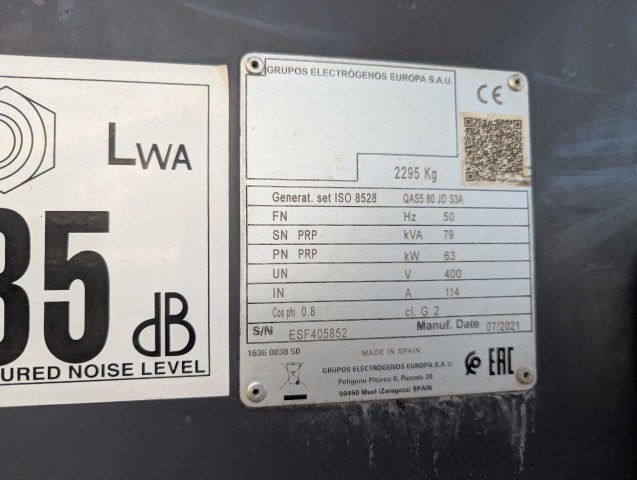 LWA
dB
URED NOISE LEVEL
GRUPOS ELECTRÓGENOS EUROPA S.A.U.
CE
2295 Kg
Generat. set ISO 8528 QAS5 80 JD S3A
FN Hz 50
SN PRP kVA 79
PN PRP kW 63
UN V 400
IN A 114
Cos phi 0.8 cl. G 2
S/N ESF405852 Manuf. Date 07/2021
1636 0038 50 MADE IN SPAIN
GRUPOS ELECTRÓGENOS EUROPA S.A.U
Polígono Pitarco II, Parcela 20
50450 Muel (Zaragoza) SPAIN
EAC